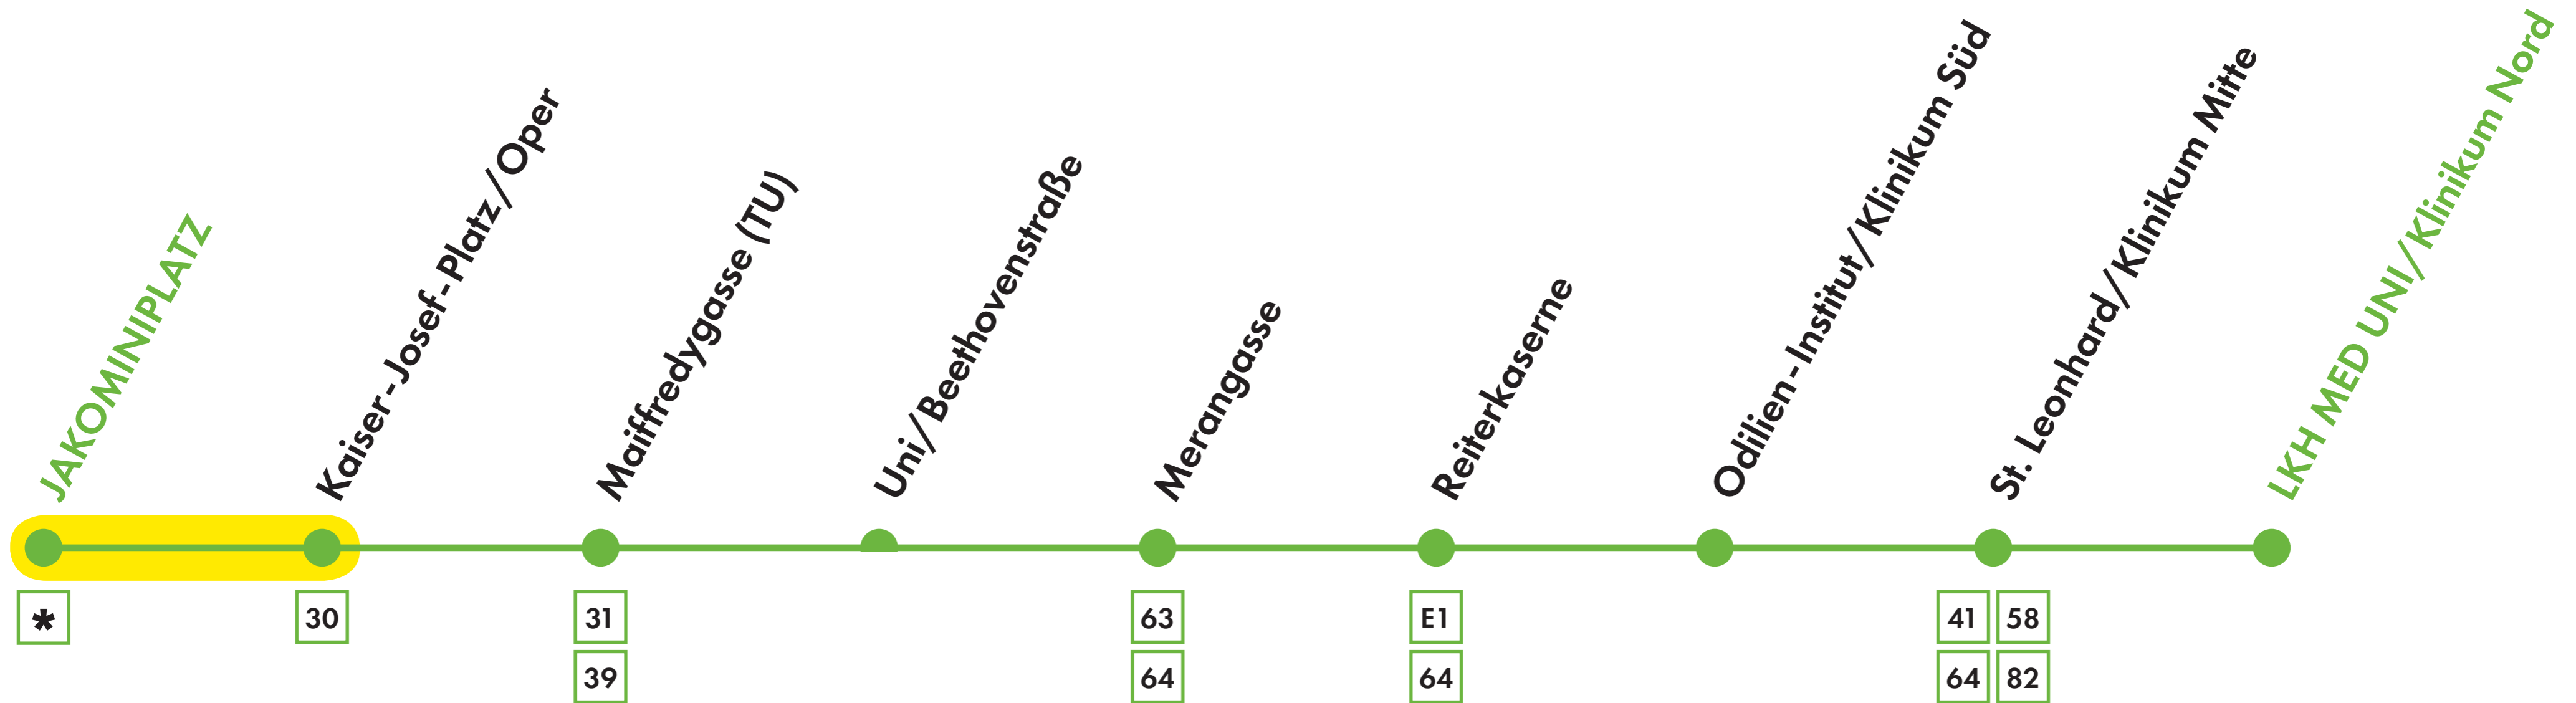 JAKOMINIPLATZ
Kaiser-Josef-Platz/Oper
Maiffredygasse (TU)
Uni/Beethovenstraße
Merangasse
Reiterkaserne
Odilien-Institut/Klinikum Süd
St. Leonhard/Klinikum Mitte
LKH MED UNI/Klinikum Nord
* 30 31 63 E1 41 58
39 64 64 64 82